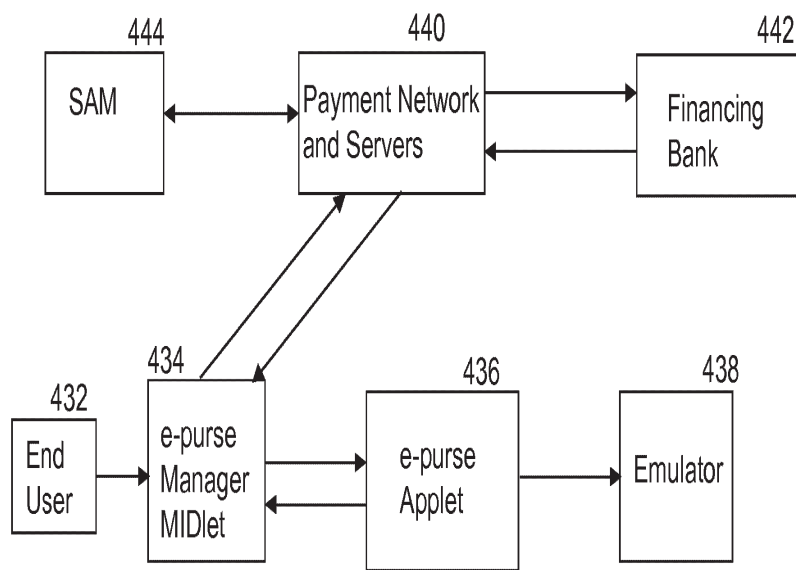 444
SAM
440
Payment Network
and Servers
442
Financing
Bank
432
End
User
434
e-purse
Manager
MIDlet
436
e-purse
Applet
438
Emulator